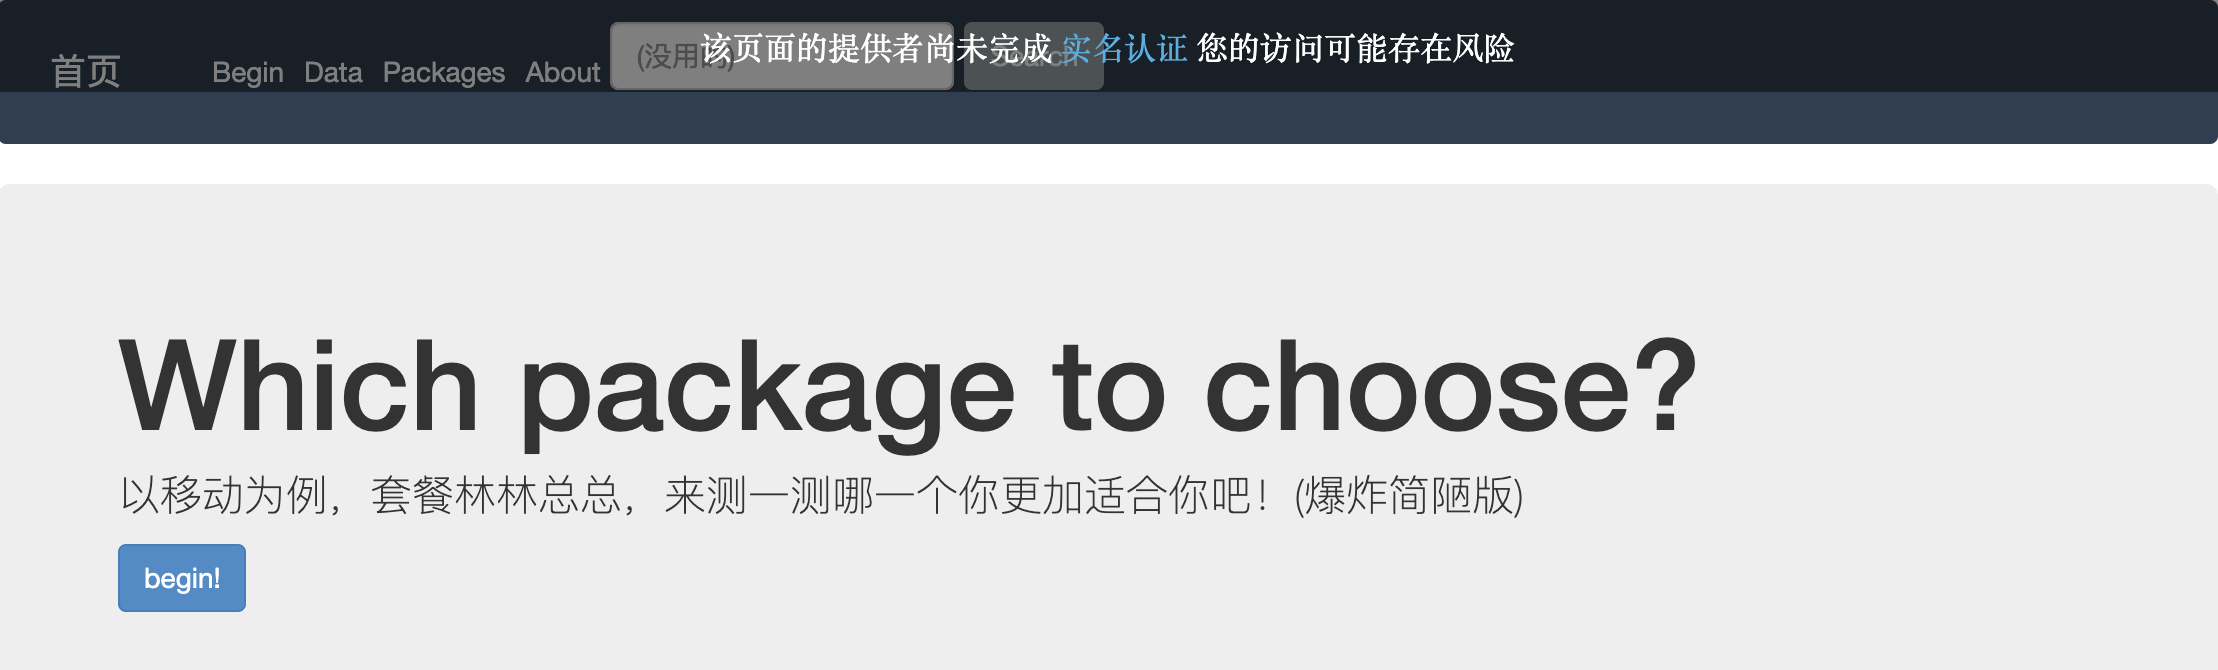 该页面的提供者尚未完成 实名认证 您的访问可能存在风险
首页 Begin Data Packages About (没用的) Search
Which package to choose?
以移动为例，套餐林林总总，来测一测哪一个你更加适合你吧！(爆炸简陋版)
begin!